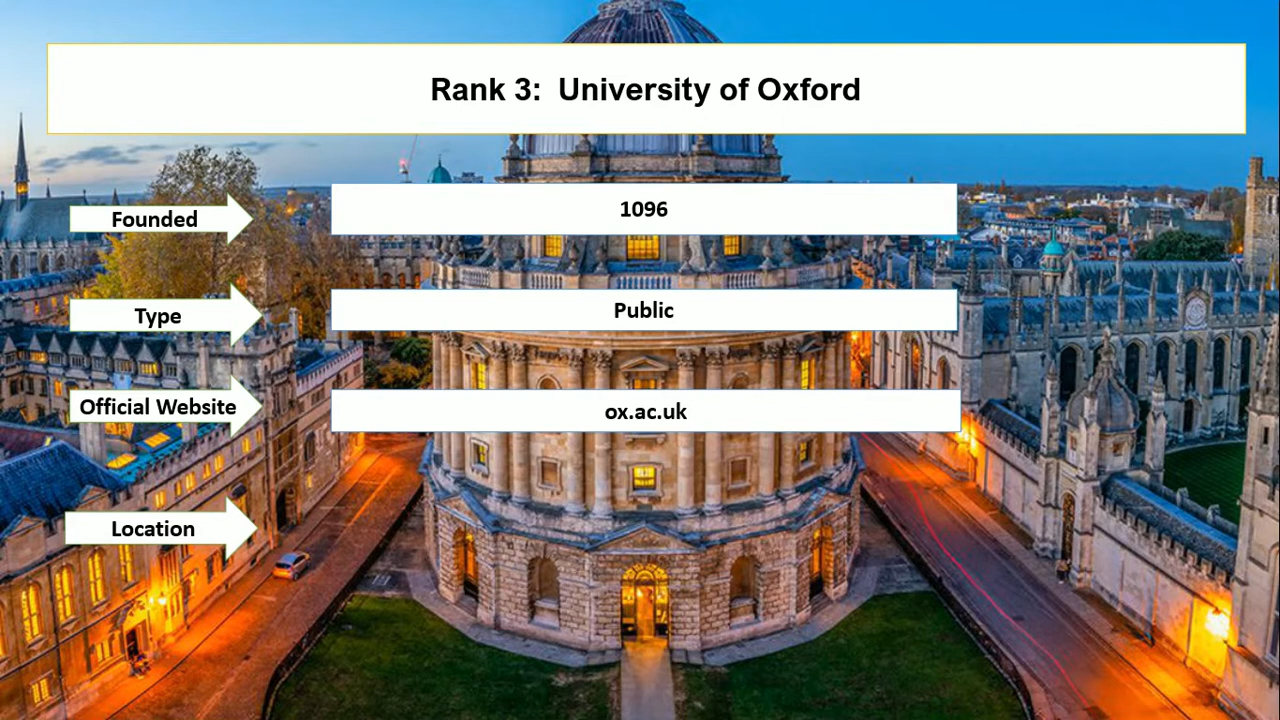 Rank 3:  University of Oxford
Founded
1096
Type
Public
Official Website
ox.ac.uk
Location